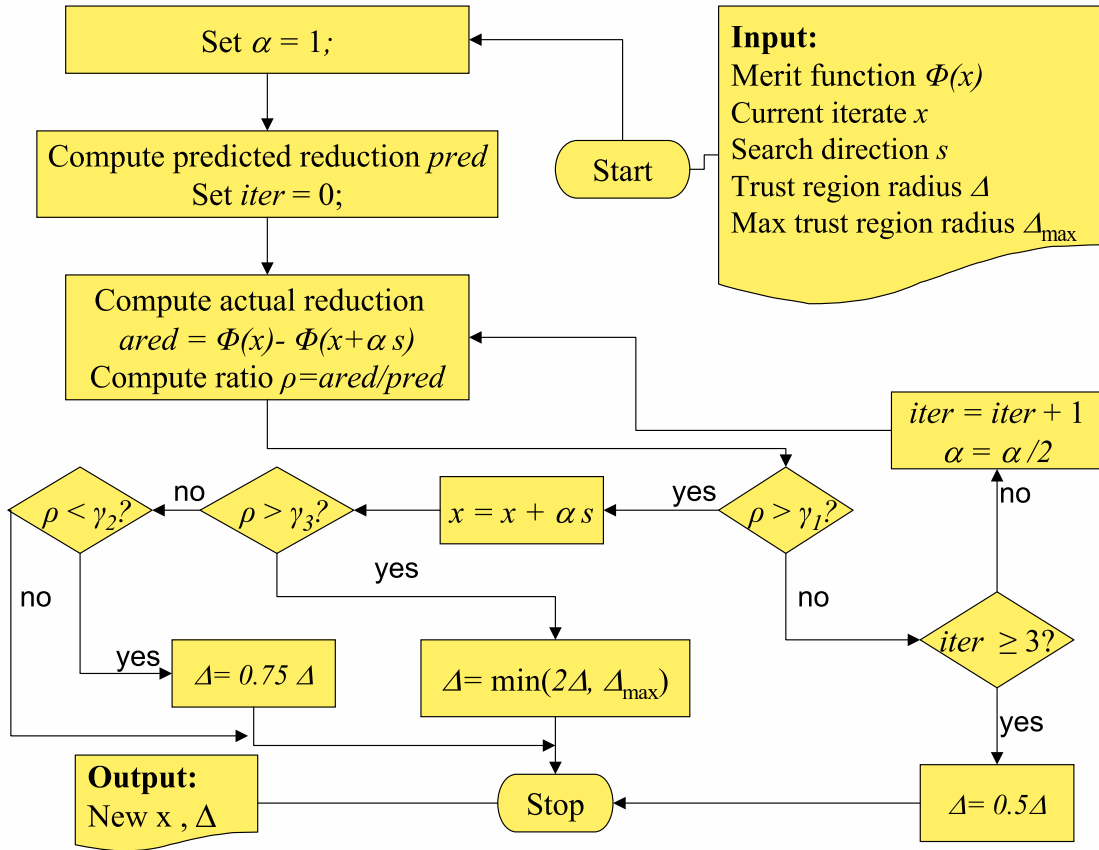 Set α = 1;
Input:
Merit function Φ(x)
Current iterate x
Search direction s
Trust region radius Δ
Max trust region radius Δmax
Start
Compute predicted reduction pred
Set iter = 0;
Compute actual reduction
ared = Φ(x)- Φ(x+α s)
Compute ratio ρ=ared/pred
iter = iter + 1
α = α /2
no
ρ < γ2?
no
ρ > γ3?
x = x + α s
yes
ρ > γ1?
no
yes
no
iter ≥ 3?
yes
Δ= 0.75 Δ
Δ= min(2Δ, Δmax)
yes
Δ= 0.5Δ
Stop
Output:
New x , Δ